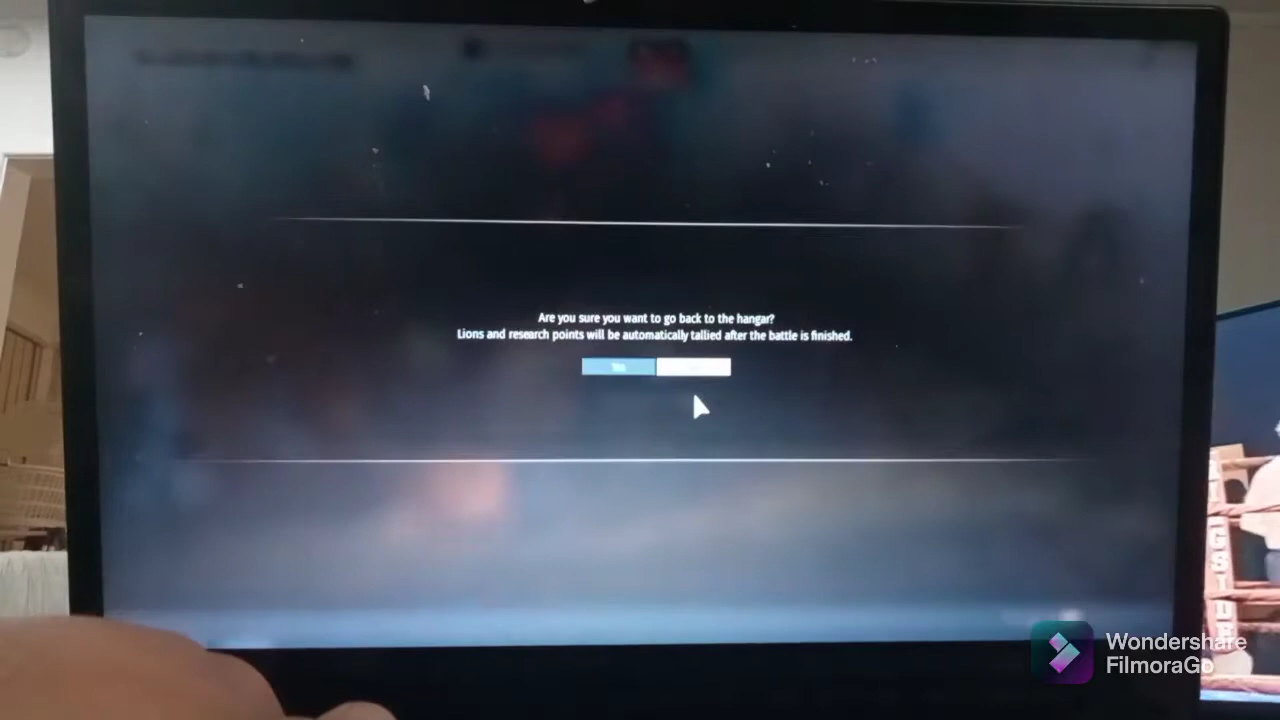 Are you sure you want to go back to the hangar?
Lions and research points will be automatically tallied after the battle is finished.
Wondershare
FilmoraGo